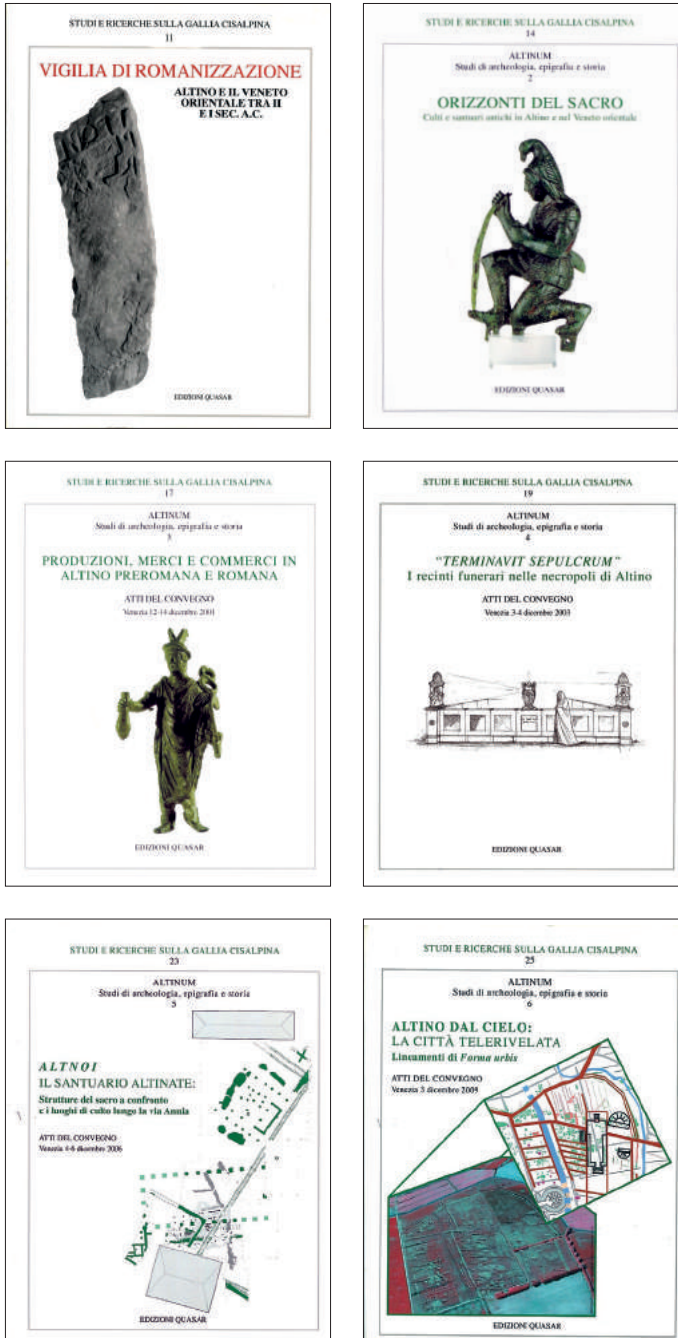 STUDI E RICERCHE SULLA GALLIA CISALPINA
11
VIGILIA DI ROMANIZZAZIONE
ALTINO E IL VENETO
ORIENTALE TRA II
E I SEC. A.C.
EDIZIONI QUASAR
STUDI E RICERCHE SULLA GALLIA CISALPINA
14
ALTINUM
Studi di archeologia, epigrafia e storia
2
ORIZZONTI DEL SACRO
Culti e santuari antichi in Altino e nel Veneto orientale
EDIZIONI QUASAR
STUDI E RICERCHE SULLA GALLIA CISALPINA
17
ALTINUM
Studi di archeologia, epigrafia e storia
3
PRODUZIONI, MERCI E COMMERCI IN
ALTINO PREROMANA E ROMANA
ATTI DEL CONVEGNO
Venezia 12-14 dicembre 2001
EDIZIONI QUASAR
STUDI E RICERCHE SULLA GALLIA CISALPINA
19
ALTINUM
Studi di archeologia, epigrafia e storia
4
"TERMINAVIT SEPULCRUM"
I recinti funerari nelle necropoli di Altino
ATTI DEL CONVEGNO
Venezia 3-4 dicembre 2003
EDIZIONI QUASAR
STUDI E RICERCHE SULLA GALLIA CISALPINA
23
ALTINUM
Studi di archeologia, epigrafia e storia
5
ALTNOI
IL SANTUARIO ALTINATE:
Strutture del sacro a confronto
e i luoghi di culto lungo la via Annia
ATTI DEL CONVEGNO
Venezia 4-6 dicembre 2006
EDIZIONI QUASAR
STUDI E RICERCHE SULLA GALLIA CISALPINA
25
ALTINUM
Studi di archeologia, epigrafia e storia
6
ALTINO DAL CIELO:
LA CITTÀ TELERIVELATA
Lineamenti di Forma urbis
ATTI DEL CONVEGNO
Venezia 3 dicembre 2009
EDIZIONI QUASAR